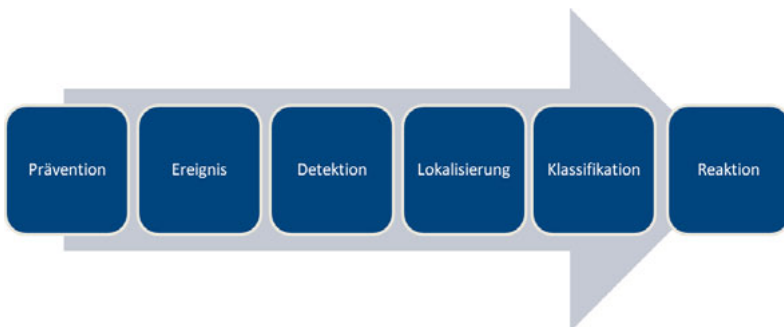 Prävention
Ereignis
Detektion
Lokalisierung
Klassifikation
Reaktion